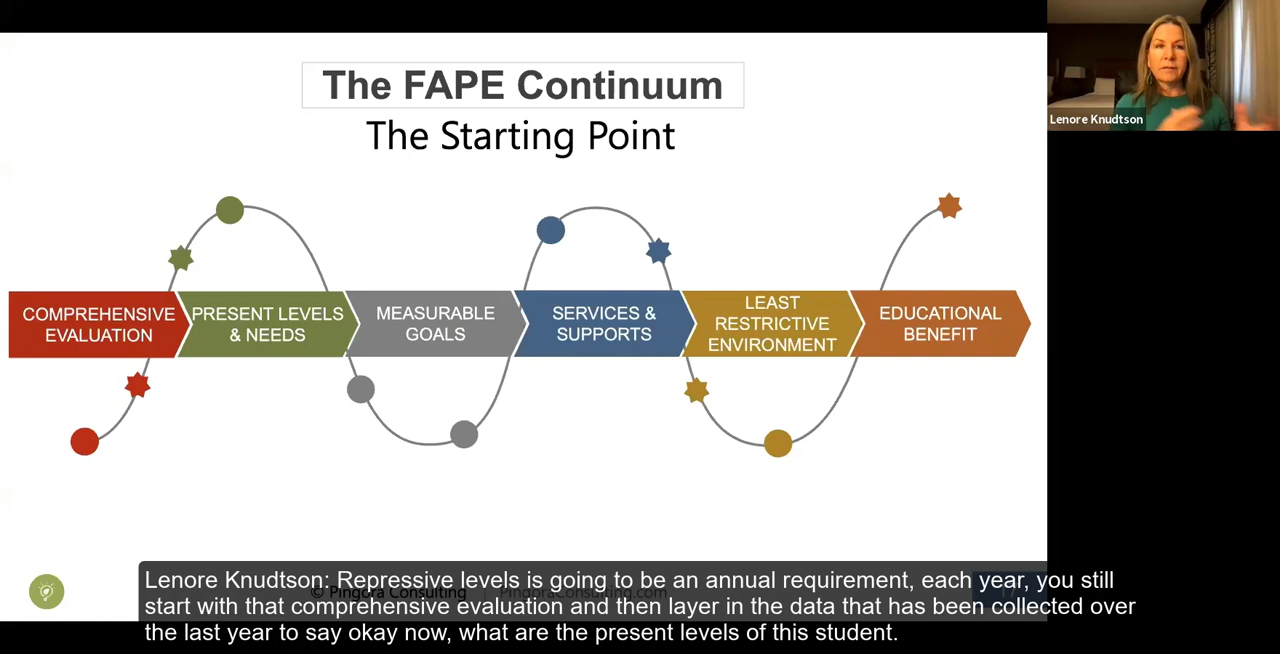 The FAPE Continuum
The Starting Point
Lenore Knudtson
COMPREHENSIVE
EVALUATION
PRESENT LEVELS
& NEEDS
MEASURABLE
GOALS
SERVICES &
SUPPORTS
LEAST
RESTRICTIVE
ENVIRONMENT
EDUCATIONAL
BENEFIT
© Pingora Consulting | PingoraConsulting.com
Lenore Knudtson: Repressive levels is going to be an annual requirement, each year, you still
start with that comprehensive evaluation and then layer in the data that has been collected over
the last year to say okay now, what are the present levels of this student.